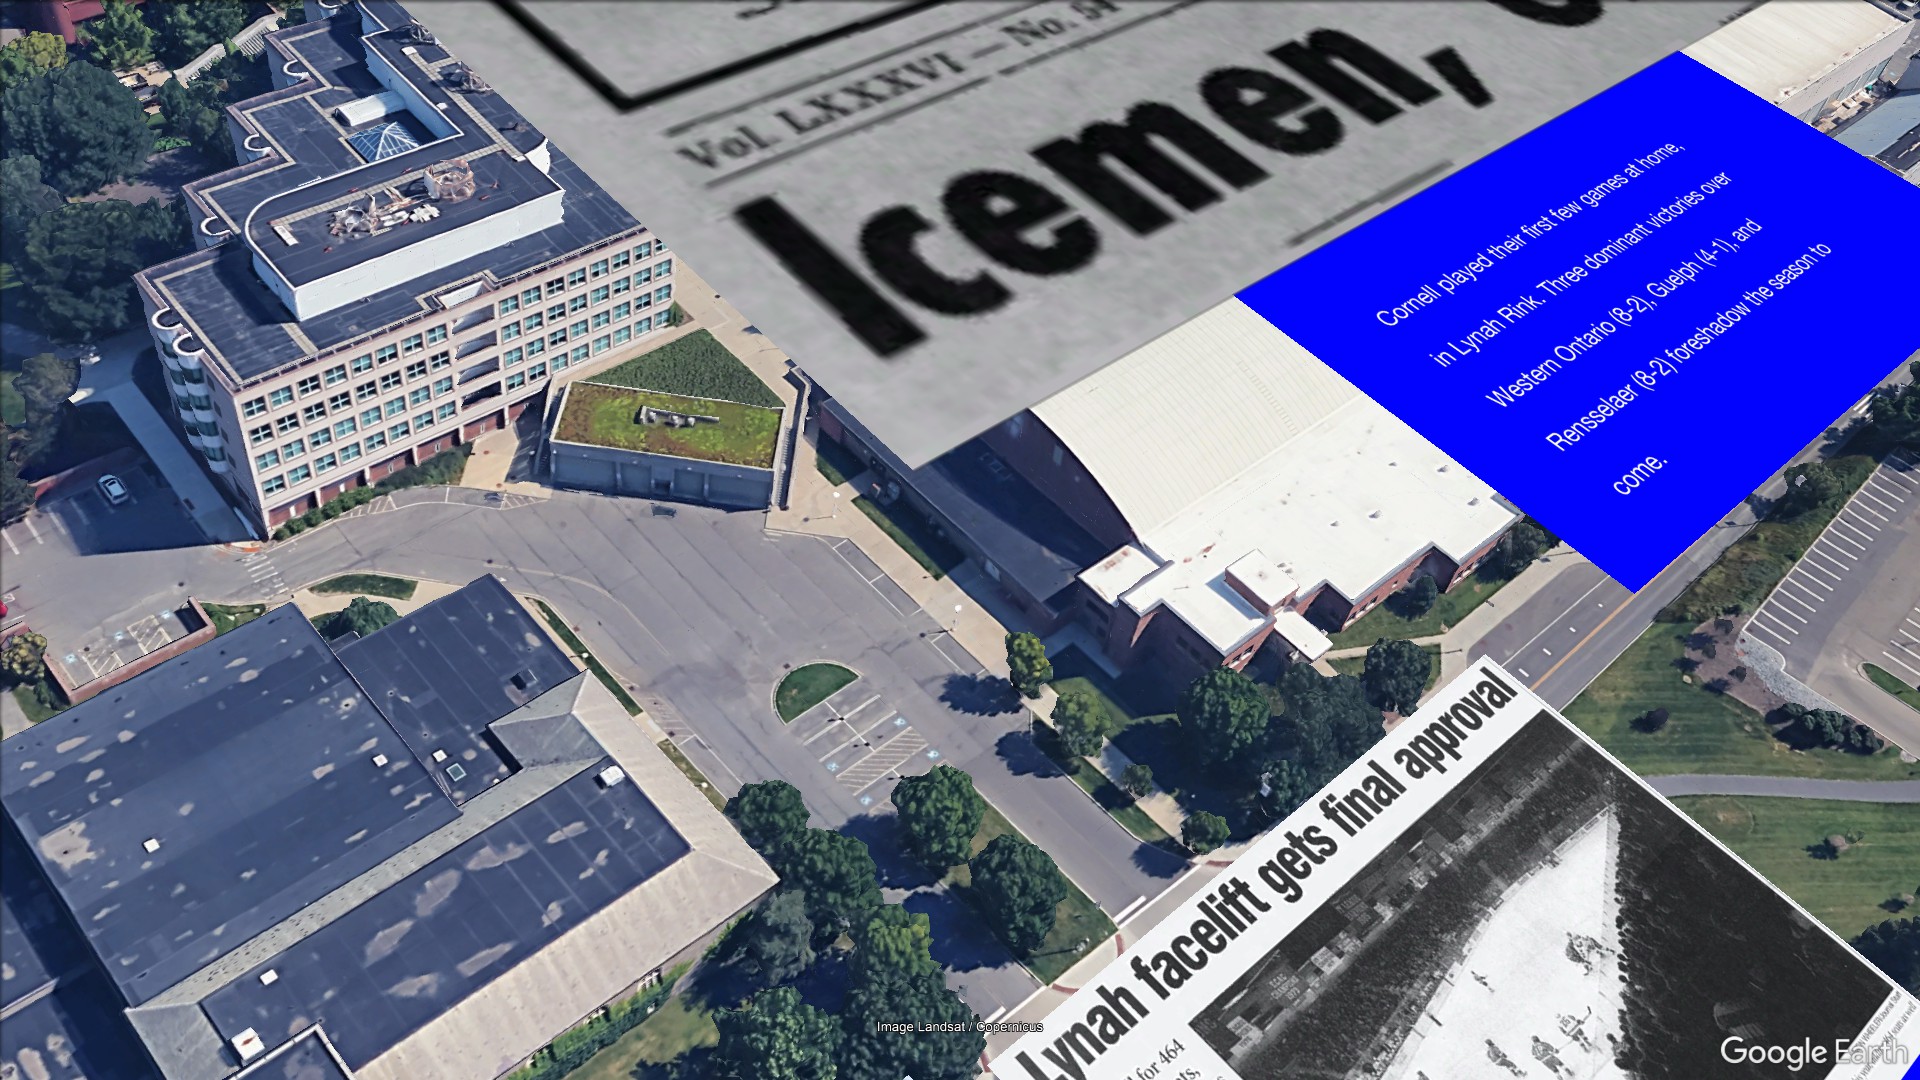 Vol. LXXXVI — No. 54
Icemen,
Cornell played their first few games at home,
in Lynah Rink. Three dominant victories over
Western Ontario (8-2), Guelph (4-1), and
Rensselaer (8-2) foreshadow the season to
come.
Lynah facelift gets final approval
for 464
Image Landsat / Copernicus
Google Earth